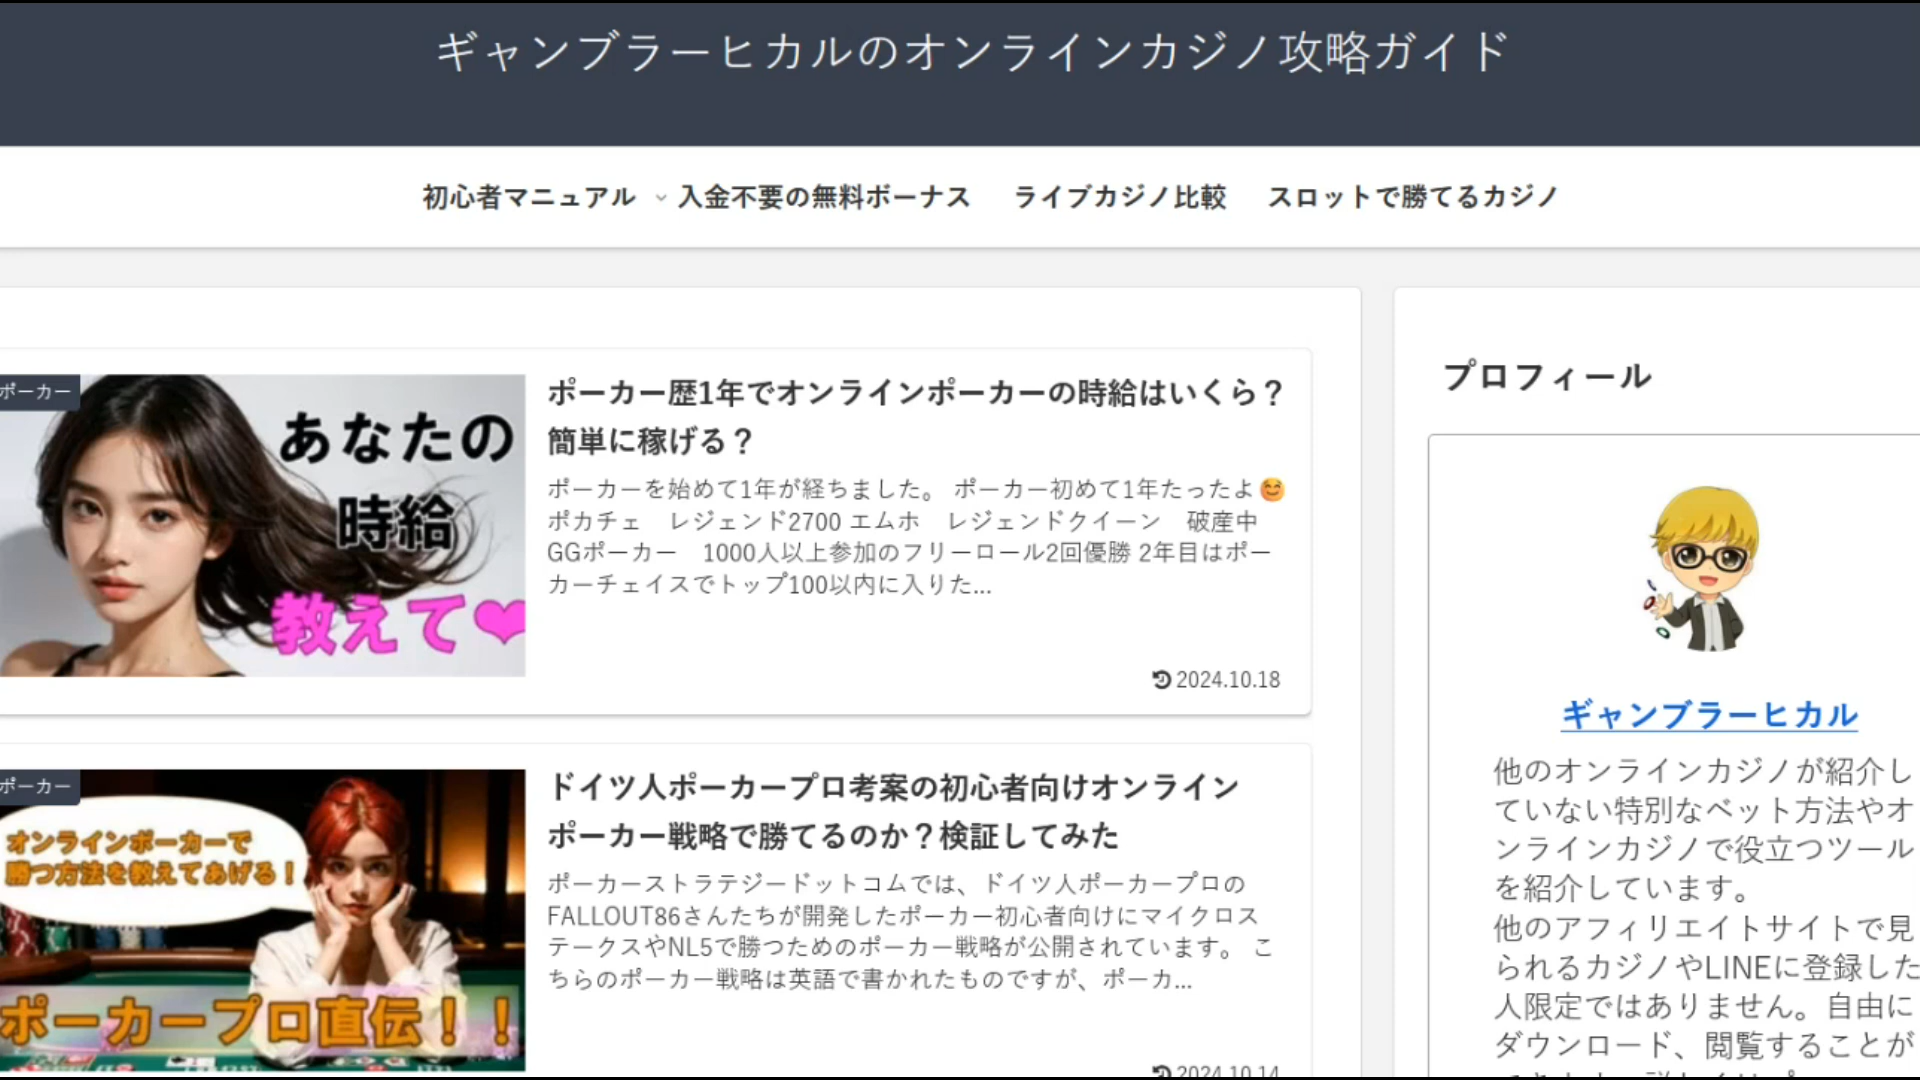 ギャンブラーヒカルのオンラインカジノ攻略ガイド
初心者マニュアル 入金不要の無料ボーナス ライブカジノ比較 スロットで勝てるカジノ
ポーカー
あなたの
時給
教えて❤
ポーカー歴1年でオンラインポーカーの時給はいくら？
簡単に稼げる？
ポーカーを始めて1年が経ちました。 ポーカー初めて1年たったよ😊
ポカチェ　レジェンド2700 エムホ　レジェンドクイーン　破産中
GGポーカー　1000人以上参加のフリーロール2回優勝 2年目はポー
カーチェイスでトップ100以内に入りた...
2024.10.18
ポーカー
オンラインポーカーで
勝つ方法を教えてあげる！
ポーカープロ直伝！！
ドイツ人ポーカープロ考案の初心者向けオンライン
ポーカー戦略で勝てるのか？検証してみた
ポーカーストラテジードットコムでは、ドイツ人ポーカープロの
FALLOUT86さんたちが開発したポーカー初心者向けにマイクロス
テークスやNL5で勝つためのポーカー戦略が公開されています。 こ
ちらのポーカー戦略は英語で書かれたものですが、ポーカ...
2024.10.14
プロフィール
ギャンブラーヒカル
他のオンラインカジノが紹介し
ていない特別なベット方法やオ
ンラインカジノで役立つツール
を紹介しています。
他のアフィリエイトサイトで見
られるカジノやLINEに登録した
人限定ではありません。自由に
ダウンロード、閲覧することが